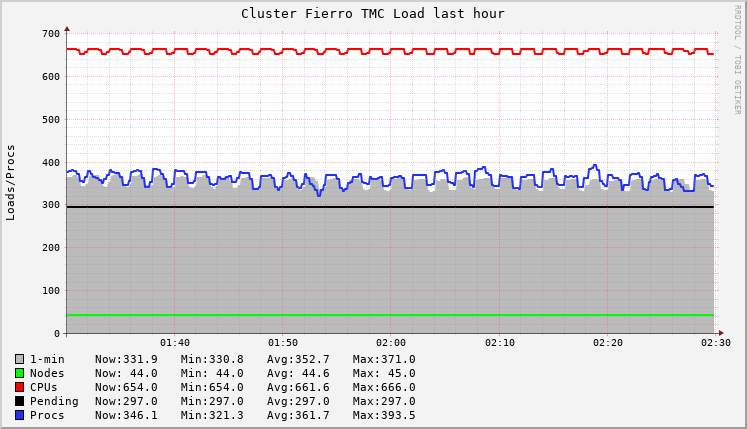 Cluster Fierro TMC Load last hour
RRDTOOL / TOBI OETIKER
Loads/Procs
700
600
500
400
300
200
100
0
01:40 01:50 02:00 02:10 02:20 02:30
1-min Now:331.9 Min:330.8 Avg:352.7 Max:371.0
Nodes Now: 44.0 Min: 44.0 Avg: 44.6 Max: 45.0
CPUs Now:654.0 Min:654.0 Avg:661.6 Max:666.0
Pending Now:297.0 Min:297.0 Avg:297.0 Max:297.0
Procs Now:346.1 Min:321.3 Avg:361.7 Max:393.5